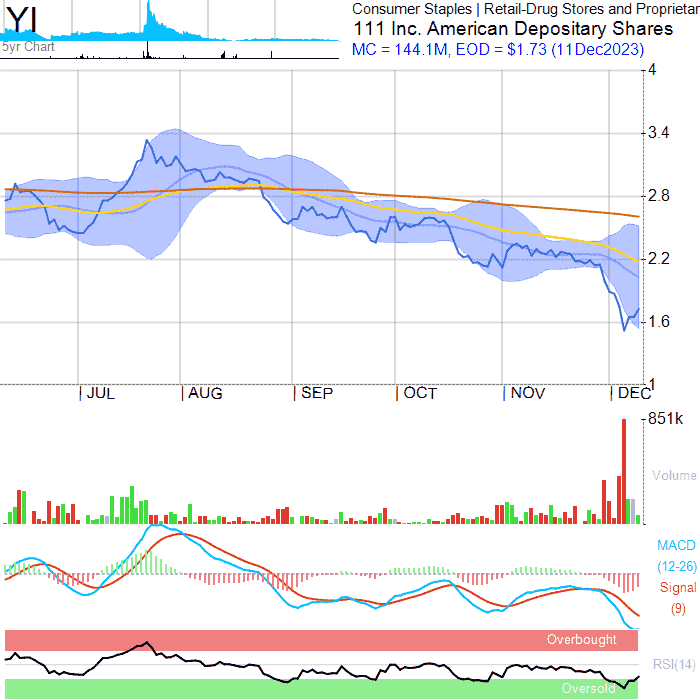 YI
5yr Chart
Consumer Staples | Retail-Drug Stores and Proprietar
111 Inc. American Depositary Shares
MC = 144.1M, EOD = $1.73 (11Dec2023)
4
3.4
2.8
2.2
1.6
1
JUL
AUG
SEP
OCT
NOV
DEC
851k
Volume
MACD
(12-26)
Signal
(9)
Overbought
RSI(14)
Oversold